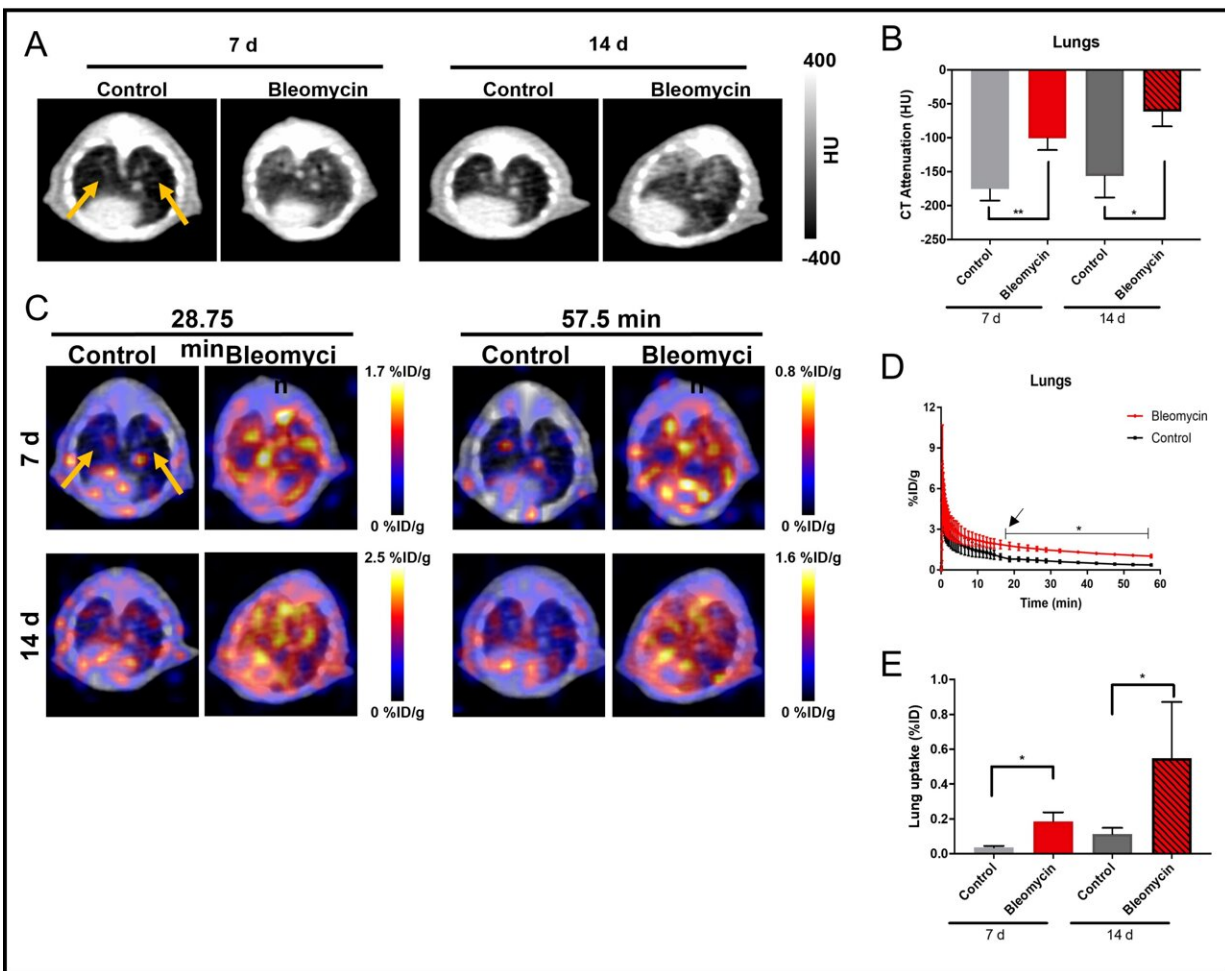 A
7 d
14 d
Control
Bleomycin
Control
Bleomycin
400
HU
-400
B
Lungs
CT Attenuation (HU)
0
-50
-100
-150
-200
-250
**
*
Control
Bleomycin
Control
Bleomycin
7 d
14 d
C
28.75
min
57.5 min
Control
Bleomyci
n
Control
Bleomyci
n
7 d
1.7 %ID/g
0 %ID/g
0.8 %ID/g
0 %ID/g
14 d
2.5 %ID/g
0 %ID/g
1.6 %ID/g
0 %ID/g
D
Lungs
%ID/g
12
9
6
3
0
Bleomycin
Control
*
0 10 20 30 40 50 60
Time (min)
E
Lung uptake (%ID)
1.0
0.8
0.6
0.4
0.2
0.0
*
*
Control
Bleomycin
Control
Bleomycin
7 d
14 d